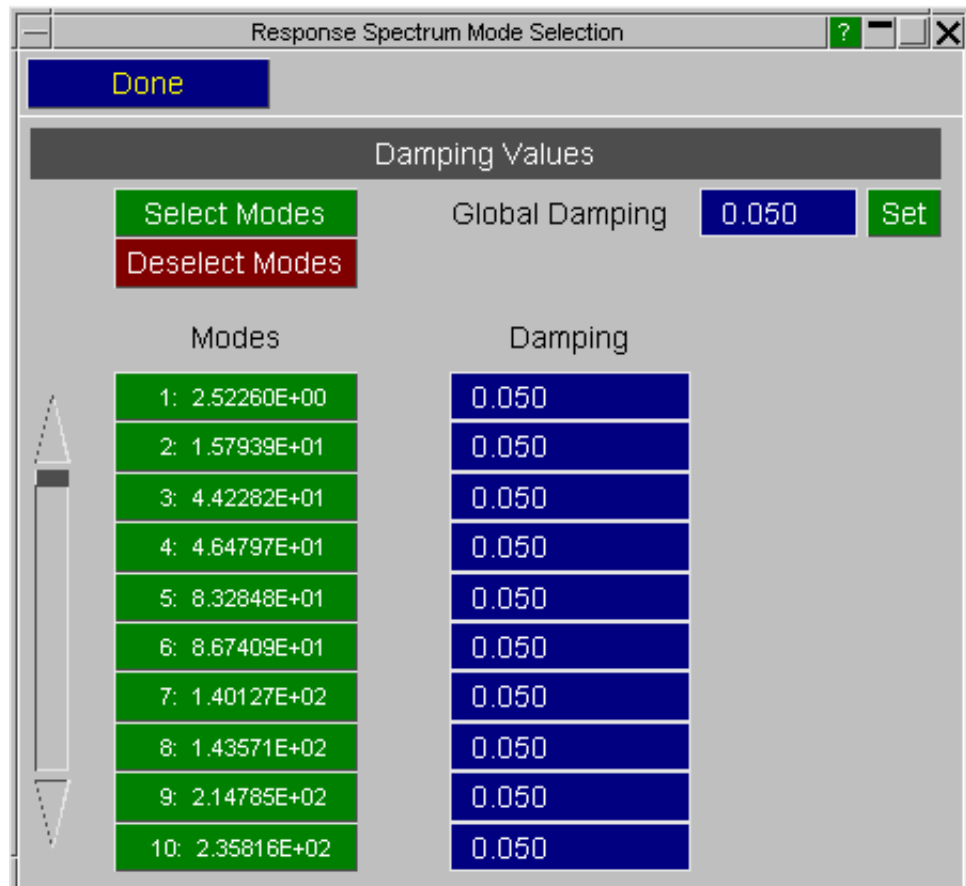 Response Spectrum Mode Selection ?
Done
Damping Values
Select Modes Global Damping 0.050 Set
Deselect Modes
Modes Damping
1: 2.52260E+00 0.050
2: 1.57939E+01 0.050
3: 4.42282E+01 0.050
4: 4.64797E+01 0.050
5: 8.32848E+01 0.050
6: 8.67409E+01 0.050
7: 1.40127E+02 0.050
8: 1.43571E+02 0.050
9: 2.14785E+02 0.050
10: 2.35816E+02 0.050